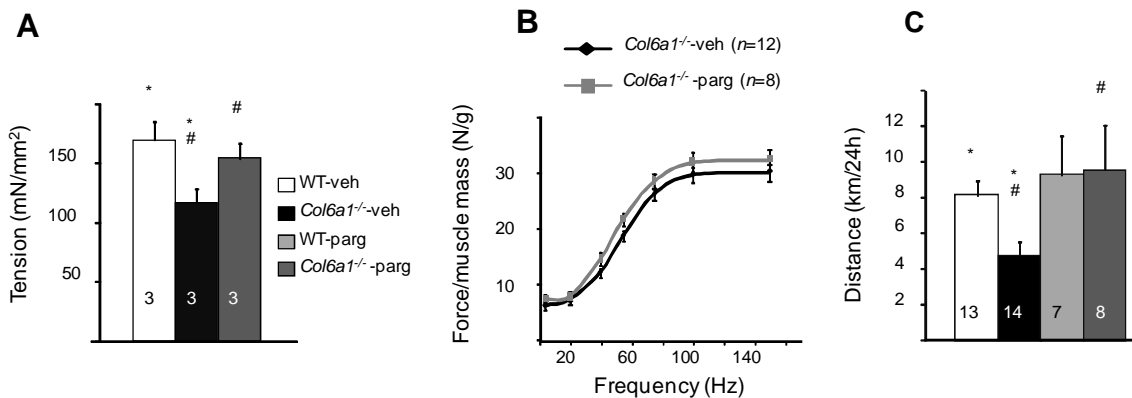 A
Tension (mN/mm²)
150
100
50
*
*
#
#
3
3
3
WT-veh
Col6a1-/--veh
WT-parg
Col6a1-/- -parg
B
Col6a1-/--veh (n=12)
Col6a1-/- -parg (n=8)
Force/muscle mass (N/g)
30
20
10
20
60
100
140
Frequency (Hz)
C
Distance (km/24h)
12
10
8
6
4
2
*
*
#
#
13
14
7
8